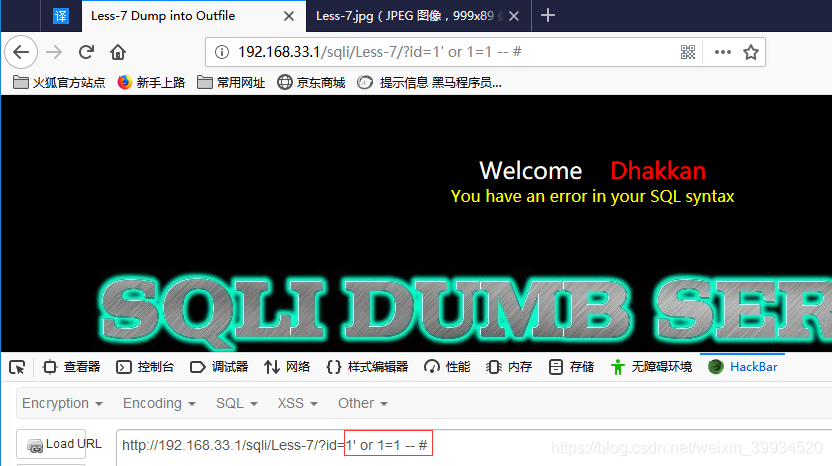 译 Less-7 Dump into Outfile Less-7.jpg（JPEG 图像，999x89
192.168.33.1/sqli/Less-7/?id=1' or 1=1 -- #
火狐官方站点 新手上路 常用网址 京东商城 提示信息 黑马程序员...
Welcome Dhakkan
You have an error in your SQL syntax
SQLI DUMB SER
查看器 控制台 调试器 网络 样式编辑器 性能 内存 存储 无障碍环境 HackBar
Encryption Encoding SQL XSS Other
Load URL http://192.168.33.1/sqli/Less-7/?id=1' or 1=1 -- #
https://blog.csdn.net/weixin_39934520